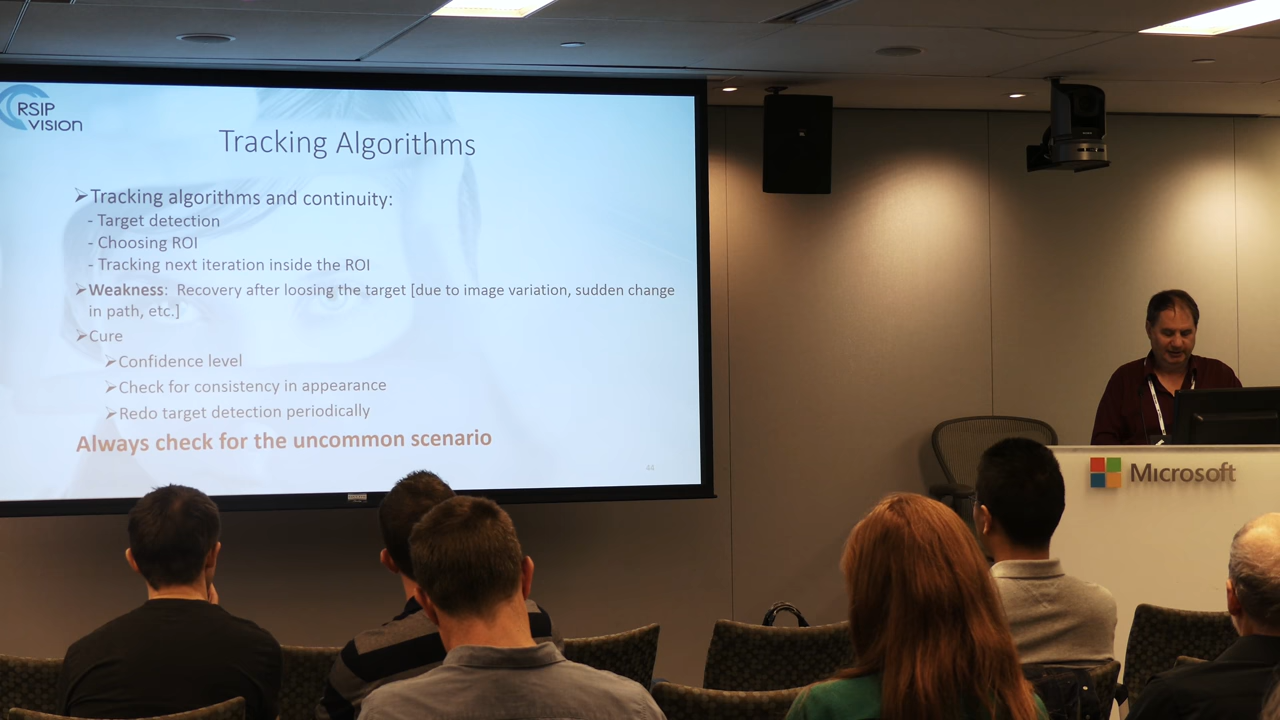 RSIP
VISION
Tracking Algorithms
➢Tracking algorithms and continuity:
- Target detection
- Choosing ROI
- Tracking next iteration inside the ROI
➢Weakness: Recovery after loosing the target [due to image variation, sudden change
in path, etc.]
➢Cure
➢Confidence level
➢Check for consistency in appearance
➢Redo target detection periodically
Always check for the uncommon scenario
44
Microsoft